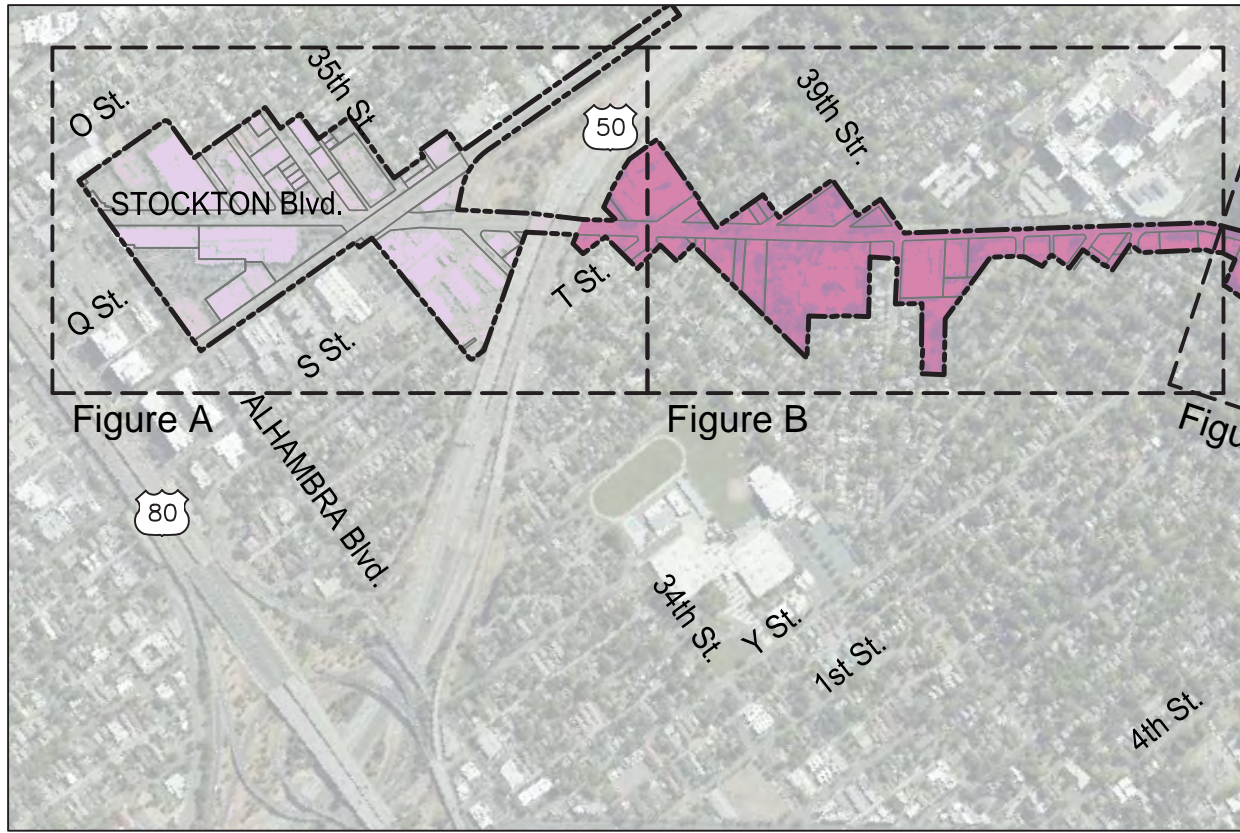 35th St.
O St.
50
39th Str.
STOCKTON Blvd.
T St.
Q St.
S St.
Figure A
Figure B
Figu
ALHAMBRA Blvd.
80
34th St.
Y St.
1st St.
4th St.